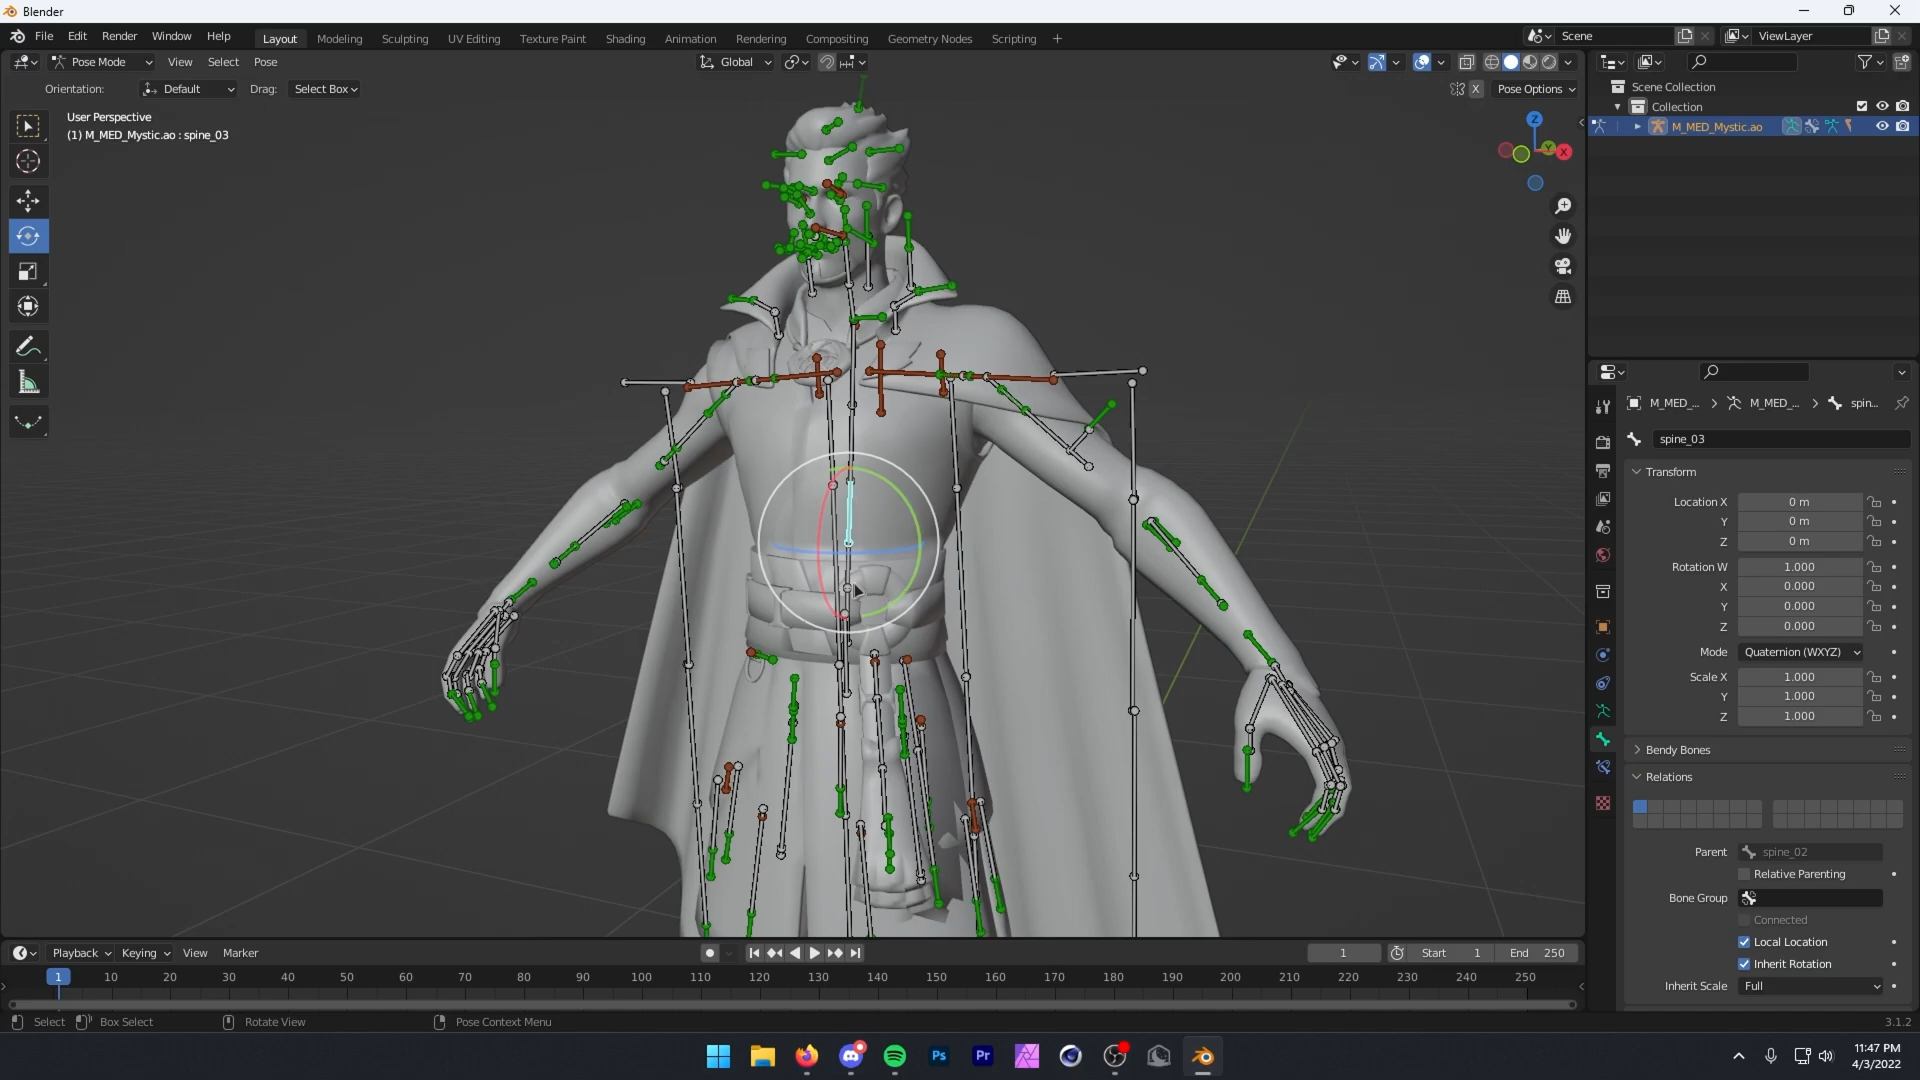 Blender
File Edit Render Window Help Layout Modeling Sculpting UV Editing Texture Paint Shading Animation Rendering Compositing Geometry Nodes Scripting + Scene ViewLayer
Pose Mode View Select Pose Global
Orientation: Default Drag: Select Box X Pose Options
User Perspective
(1) M_MED_Mystic.ao : spine_03
Z
Y
X
Scene Collection
Collection
M_MED_Mystic.ao
M_MED_... M_MED_... spin...
spine_03
Transform
Location X 0 m
Y 0 m
Z 0 m
Rotation W 1.000
X 0.000
Y 0.000
Z 0.000
Mode Quaternion (WXYZ)
Scale X 1.000
Y 1.000
Z 1.000
Bendy Bones
Relations
Parent spine_02
Relative Parenting
Bone Group
Connected
Local Location
Inherit Rotation
Inherit Scale Full
Playback Keying View Marker 1 Start 1 End 250
1 10 20 30 40 50 60 70 80 90 100 110 120 130 140 150 160 170 180 190 200 210 220 230 240 250
Select Box Select Rotate View Pose Context Menu 3.1.2
Ps Pr
11:47 PM
4/3/2022